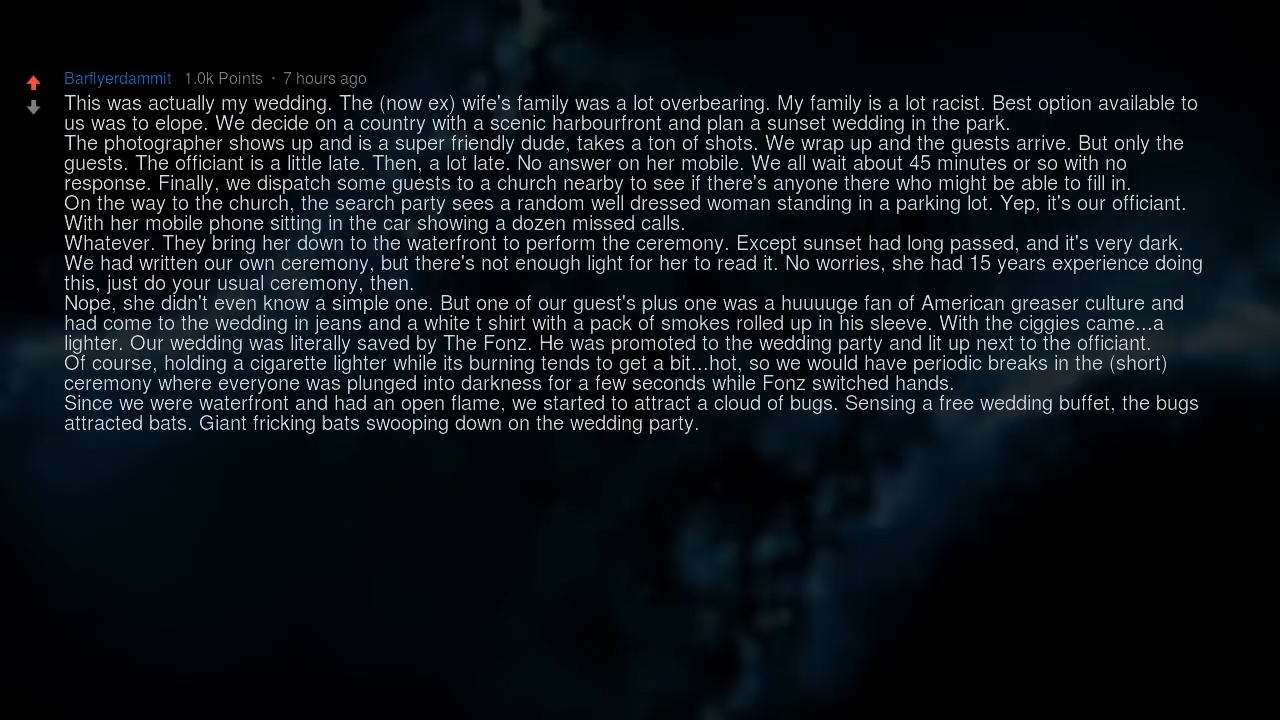 Barflyerdammit 1.0k Points · 7 hours ago
This was actually my wedding. The (now ex) wife's family was a lot overbearing. My family is a lot racist. Best option available to
us was to elope. We decide on a country with a scenic harbourfront and plan a sunset wedding in the park.
The photographer shows up and is a super friendly dude, takes a ton of shots. We wrap up and the guests arrive. But only the
guests. The officiant is a little late. Then, a lot late. No answer on her mobile. We all wait about 45 minutes or so with no
response. Finally, we dispatch some guests to a church nearby to see if there's anyone there who might be able to fill in.
On the way to the church, the search party sees a random well dressed woman standing in a parking lot. Yep, it's our officiant.
With her mobile phone sitting in the car showing a dozen missed calls.
Whatever. They bring her down to the waterfront to perform the ceremony. Except sunset had long passed, and it's very dark.
We had written our own ceremony, but there's not enough light for her to read it. No worries, she had 15 years experience doing
this, just do your usual ceremony, then.
Nope, she didn't even know a simple one. But one of our guest's plus one was a huuuuge fan of American greaser culture and
had come to the wedding in jeans and a white t shirt with a pack of smokes rolled up in his sleeve. With the ciggies came...a
lighter. Our wedding was literally saved by The Fonz. He was promoted to the wedding party and lit up next to the officiant.
Of course, holding a cigarette lighter while its burning tends to get a bit...hot, so we would have periodic breaks in the (short)
ceremony where everyone was plunged into darkness for a few seconds while Fonz switched hands.
Since we were waterfront and had an open flame, we started to attract a cloud of bugs. Sensing a free wedding buffet, the bugs
attracted bats. Giant fricking bats swooping down on the wedding party.